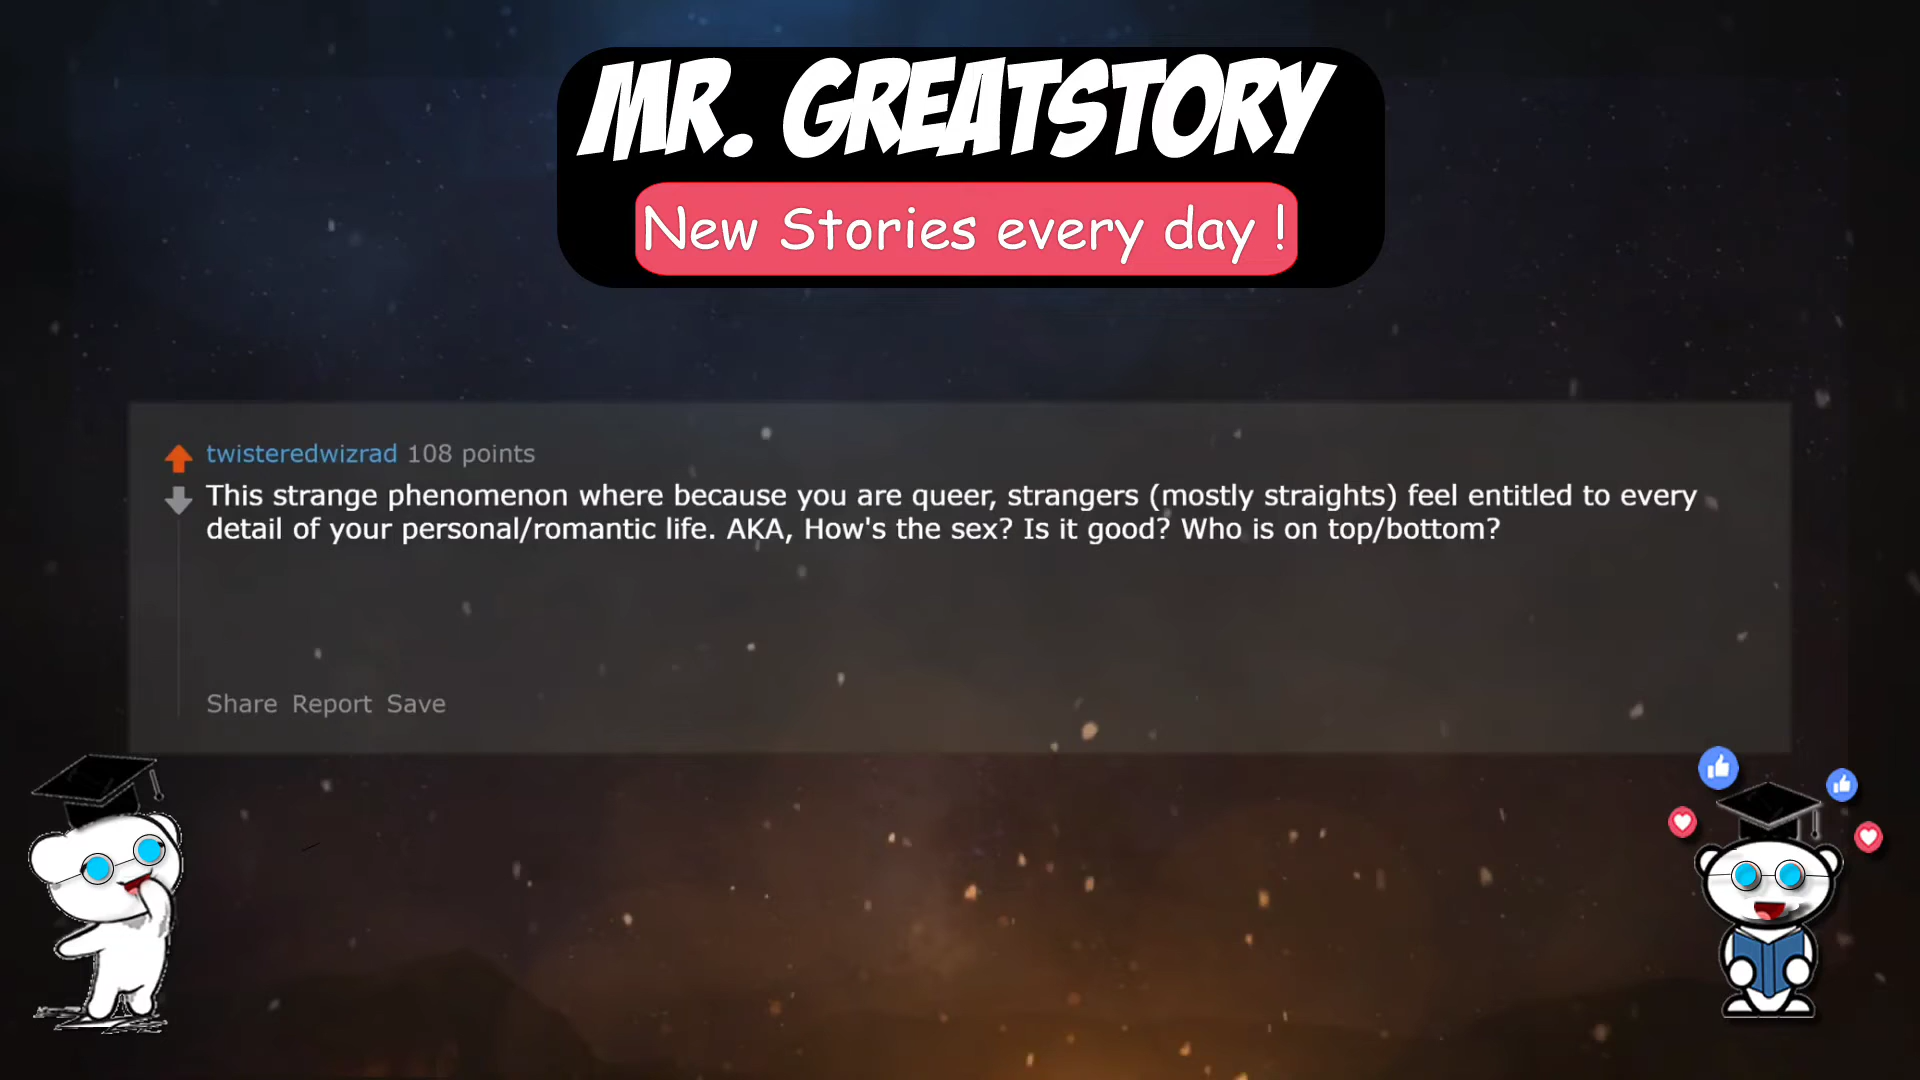 MR. GREATSTORY
New Stories every day !
twisteredwizrad 108 points
This strange phenomenon where because you are queer, strangers (mostly straights) feel entitled to every
detail of your personal/romantic life. AKA, How's the sex? Is it good? Who is on top/bottom?
Share Report Save